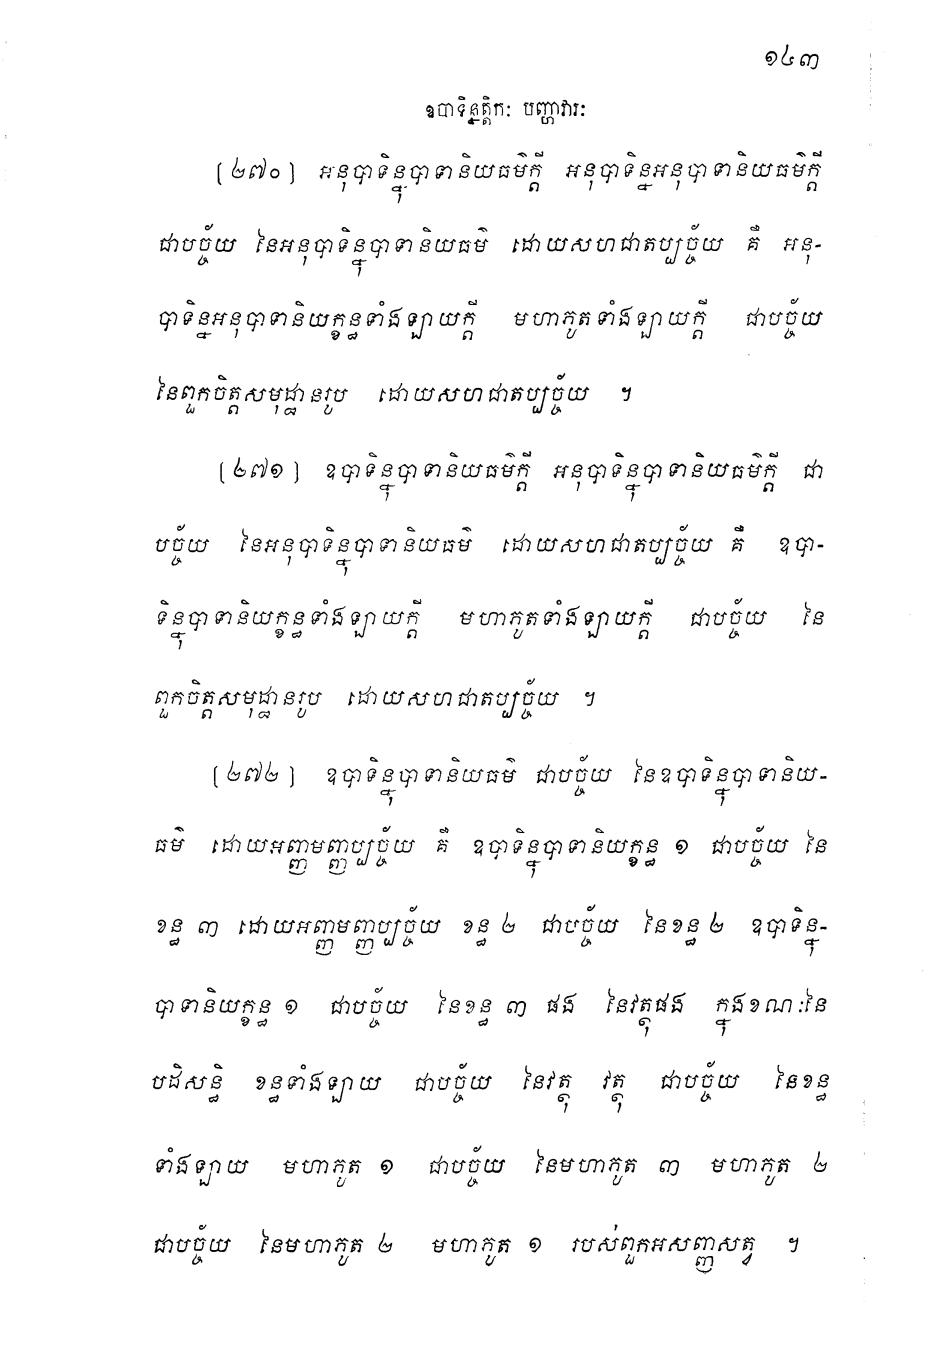 ១៤៣
ឧបាទិន្នត្តិកៈ បញ្ហាវារៈ
(២៧០) អនុបាទិន្នុបាទានិយធម៌ក្តី អនុបាទិន្នអនុបាទានិយធម៌ក្តី
ជាបច្ច័យ នៃអនុបាទិន្នុបាទានិយធម៌ ដោយសហជាតប្បច្ច័យ គឺ អនុ-
បាទិន្នអនុបាទានិយក្ខន្ធទាំងឡាយក្តី មហាភូតទាំងឡាយក្តី ជាបច្ច័យ
នៃពួកចិត្តសមុដ្ឋានរូប ដោយសហជាតប្បច្ច័យ ។
(២៧១) ឧបាទិន្នុបាទានិយធម៌ក្តី អនុបាទិន្នុបាទានិយធម៌ក្តី ជា
បច្ច័យ នៃអនុបាទិន្នុបាទានិយធម៌ ដោយសហជាតប្បច្ច័យ គឺ ឧបា-
ទិន្នុបាទានិយក្ខន្ធទាំងឡាយក្តី មហាភូតទាំងឡាយក្តី ជាបច្ច័យ នៃ
ពួកចិត្តសមុដ្ឋានរូប ដោយសហជាតប្បច្ច័យ ។
(២៧២) ឧបាទិន្នុបាទានិយធម៌ ជាបច្ច័យ នៃឧបាទិន្នុបាទានិយ-
ធម៌ ដោយអញ្ញមញ្ញប្បច្ច័យ គឺ ឧបាទិន្នុបាទានិយក្ខន្ធ ១ ជាបច្ច័យ នៃ
ខន្ធ ៣ ដោយអញ្ញមញ្ញប្បច្ច័យ ខន្ធ ២ ជាបច្ច័យ នៃខន្ធ ២ ឧបាទិន្នុ-
បាទានិយក្ខន្ធ ១ ជាបច្ច័យ នៃខន្ធ ៣ ផង នៃវត្ថុផង ក្នុងខណៈនៃ
បដិសន្ធិ ខន្ធទាំងឡាយ ជាបច្ច័យ នៃវត្ថុ វត្ថុ ជាបច្ច័យ នៃខន្ធ
ទាំងឡាយ មហាភូត ១ ជាបច្ច័យ នៃមហាភូត ៣ មហាភូត ២
ជាបច្ច័យ នៃមហាភូត ២ មហាភូត ១ របស់ពួកអសញ្ញសត្វ ។